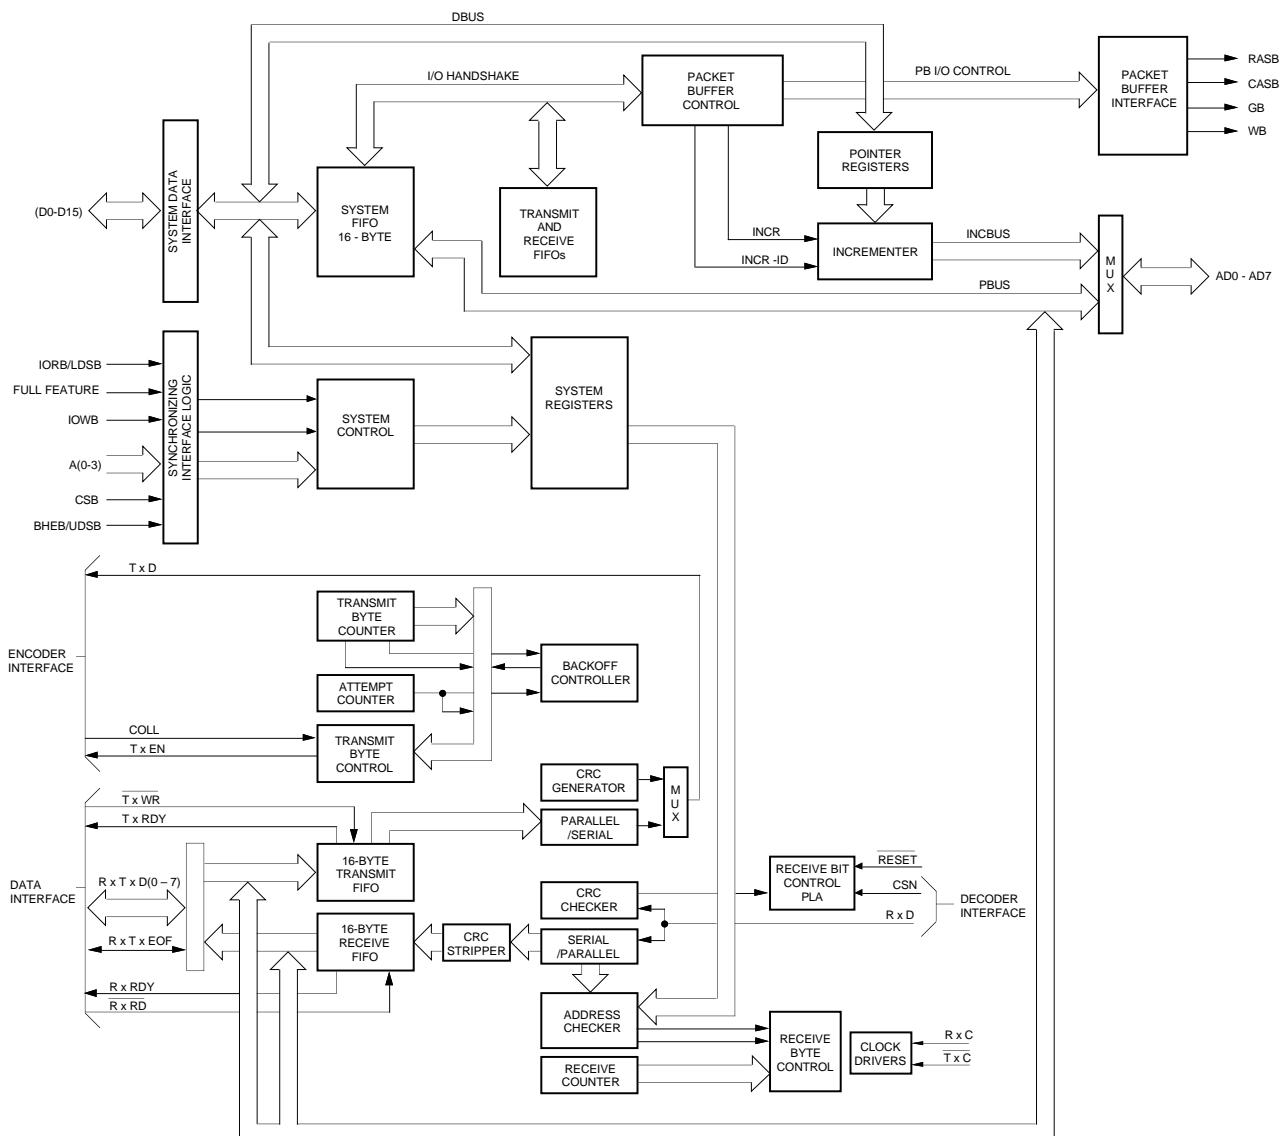 DBUS
I/O HANDSHAKE
PACKET
BUFFER
CONTROL
PB I/O CONTROL
PACKET
BUFFER
INTERFACE
RASB
CASB
GB
WB
(D0-D15)
SYSTEM DATA
INTERFACE
SYSTEM
FIFO
16 - BYTE
TRANSMIT
AND
RECEIVE
FIFOs
POINTER
REGISTERS
INCR
INCR -ID
INCREMENTER
INCBUS
PBUS
MUX
AD0 - AD7
IORB/LDSB
FULL FEATURE
IOWB
A(0-3)
CSB
BHEB/UDSB
SYNCHRONIZING
INTERFACE LOGIC
SYSTEM
CONTROL
SYSTEM
REGISTERS
ENCODER
INTERFACE
T x D
TRANSMIT
BYTE
COUNTER
ATTEMPT
COUNTER
BACKOFF
CONTROLLER
COLL
T x EN
TRANSMIT
BYTE
CONTROL
CRC
GENERATOR
PARALLEL
/SERIAL
MUX
DATA
INTERFACE
T x WR
T x RDY
R x T x D(0 – 7)
R x T x EOF
R x RDY
R x RD
16-BYTE
TRANSMIT
FIFO
16-BYTE
RECEIVE
FIFO
CRC
STRIPPER
CRC
CHECKER
SERIAL
/PARALLEL
RECEIVE BIT
CONTROL
PLA
RESET
CSN
R x D
DECODER
INTERFACE
ADDRESS
CHECKER
RECEIVE
COUNTER
RECEIVE
BYTE
CONTROL
CLOCK
DRIVERS
R x C
T x C